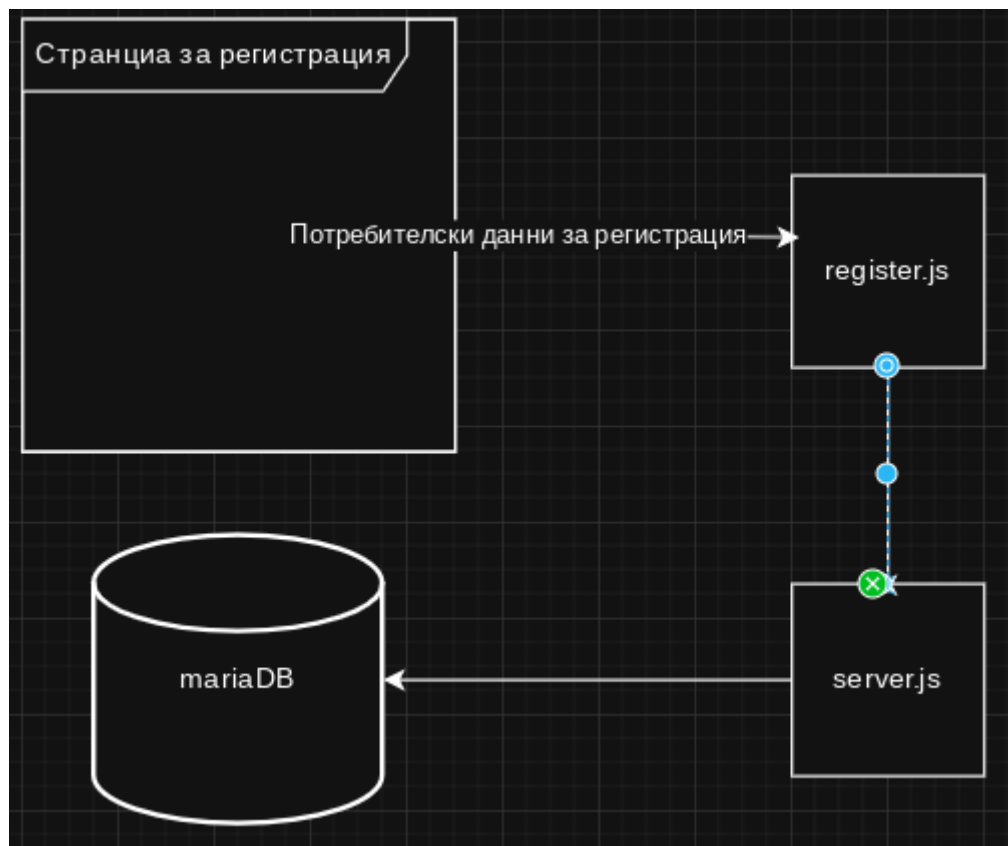 Странциа за регистрация
Потребителски данни за регистрация
register.js
mariaDB
server.js